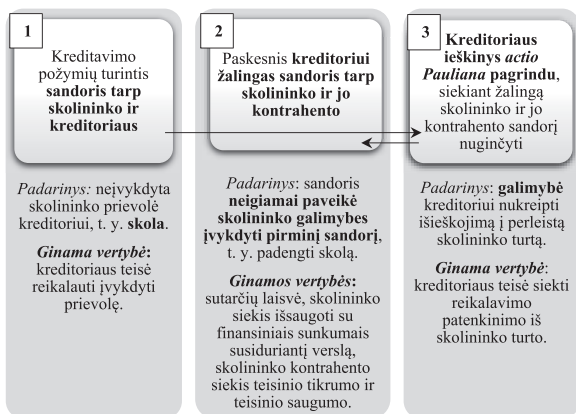 1
Kreditavimo
požymių turintis
sandoris tarp
skolininko ir
kreditoriaus
Padarinys: neįvykdyta
skolininko prievolė
kreditoriui, t. y. skola.
Ginama vertybė:
kreditoriaus teisė
reikalauti įvykdyti
prievolę.
2
Paskesnis kreditoriui
žalingas sandoris tarp
skolininko ir jo
kontrahento
Padarinys: sandoris
neigiamai paveikė
skolininko galimybes
įvykdyti pirminį sandorį,
t. y. padengti skolą.
Ginamos vertybės:
sutarčių laisvė, skolininko
siekis išsaugoti su
finansiniais sunkumais
susiduriantį verslą,
skolininko kontrahento
siekis teisinio tikrumo ir
teisinio saugumo.
3
Kreditoriaus
ieškinys actio
Pauliana pagrindu,
siekiant žalingą
skolininko ir jo
kontrahento sandorį
nuginčyti
Padarinys: galimybė
kreditoriui nukreipti
išieškojimą į perleistą
skolininko turtą.
Ginama vertybė:
kreditoriaus teisė siekti
reikalavimo
patenkinimo iš
skolininko turto.